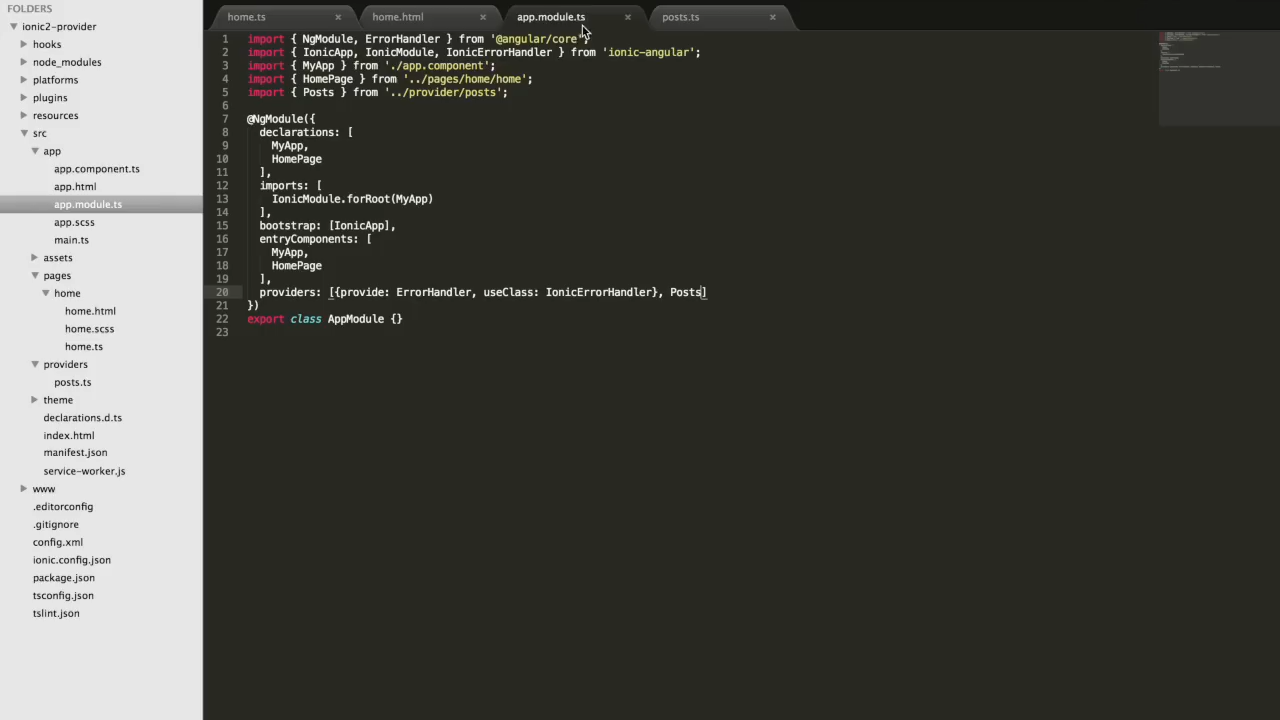 FOLDERS
ionic2-provider
hooks
node_modules
platforms
plugins
resources
src
app
app.component.ts
app.html
app.module.ts
app.scss
main.ts
assets
pages
home
home.html
home.scss
home.ts
providers
posts.ts
theme
declarations.d.ts
index.html
manifest.json
service-worker.js
www
.editorconfig
.gitignore
config.xml
ionic.config.json
package.json
tsconfig.json
tslint.json
home.ts × home.html × app.module.ts × posts.ts ×
1 import { NgModule, ErrorHandler } from '@angular/core';
2 import { IonicApp, IonicModule, IonicErrorHandler } from 'ionic-angular';
3 import { MyApp } from './app.component';
4 import { HomePage } from '../pages/home/home';
5 import { Posts } from '../provider/posts';
6
7 @NgModule({
8 declarations: [
9 MyApp,
10 HomePage
11 ],
12 imports: [
13 IonicModule.forRoot(MyApp)
14 ],
15 bootstrap: [IonicApp],
16 entryComponents: [
17 MyApp,
18 HomePage
19 ],
20 providers: [{provide: ErrorHandler, useClass: IonicErrorHandler}, Posts]
21 })
22 export class AppModule {}
23